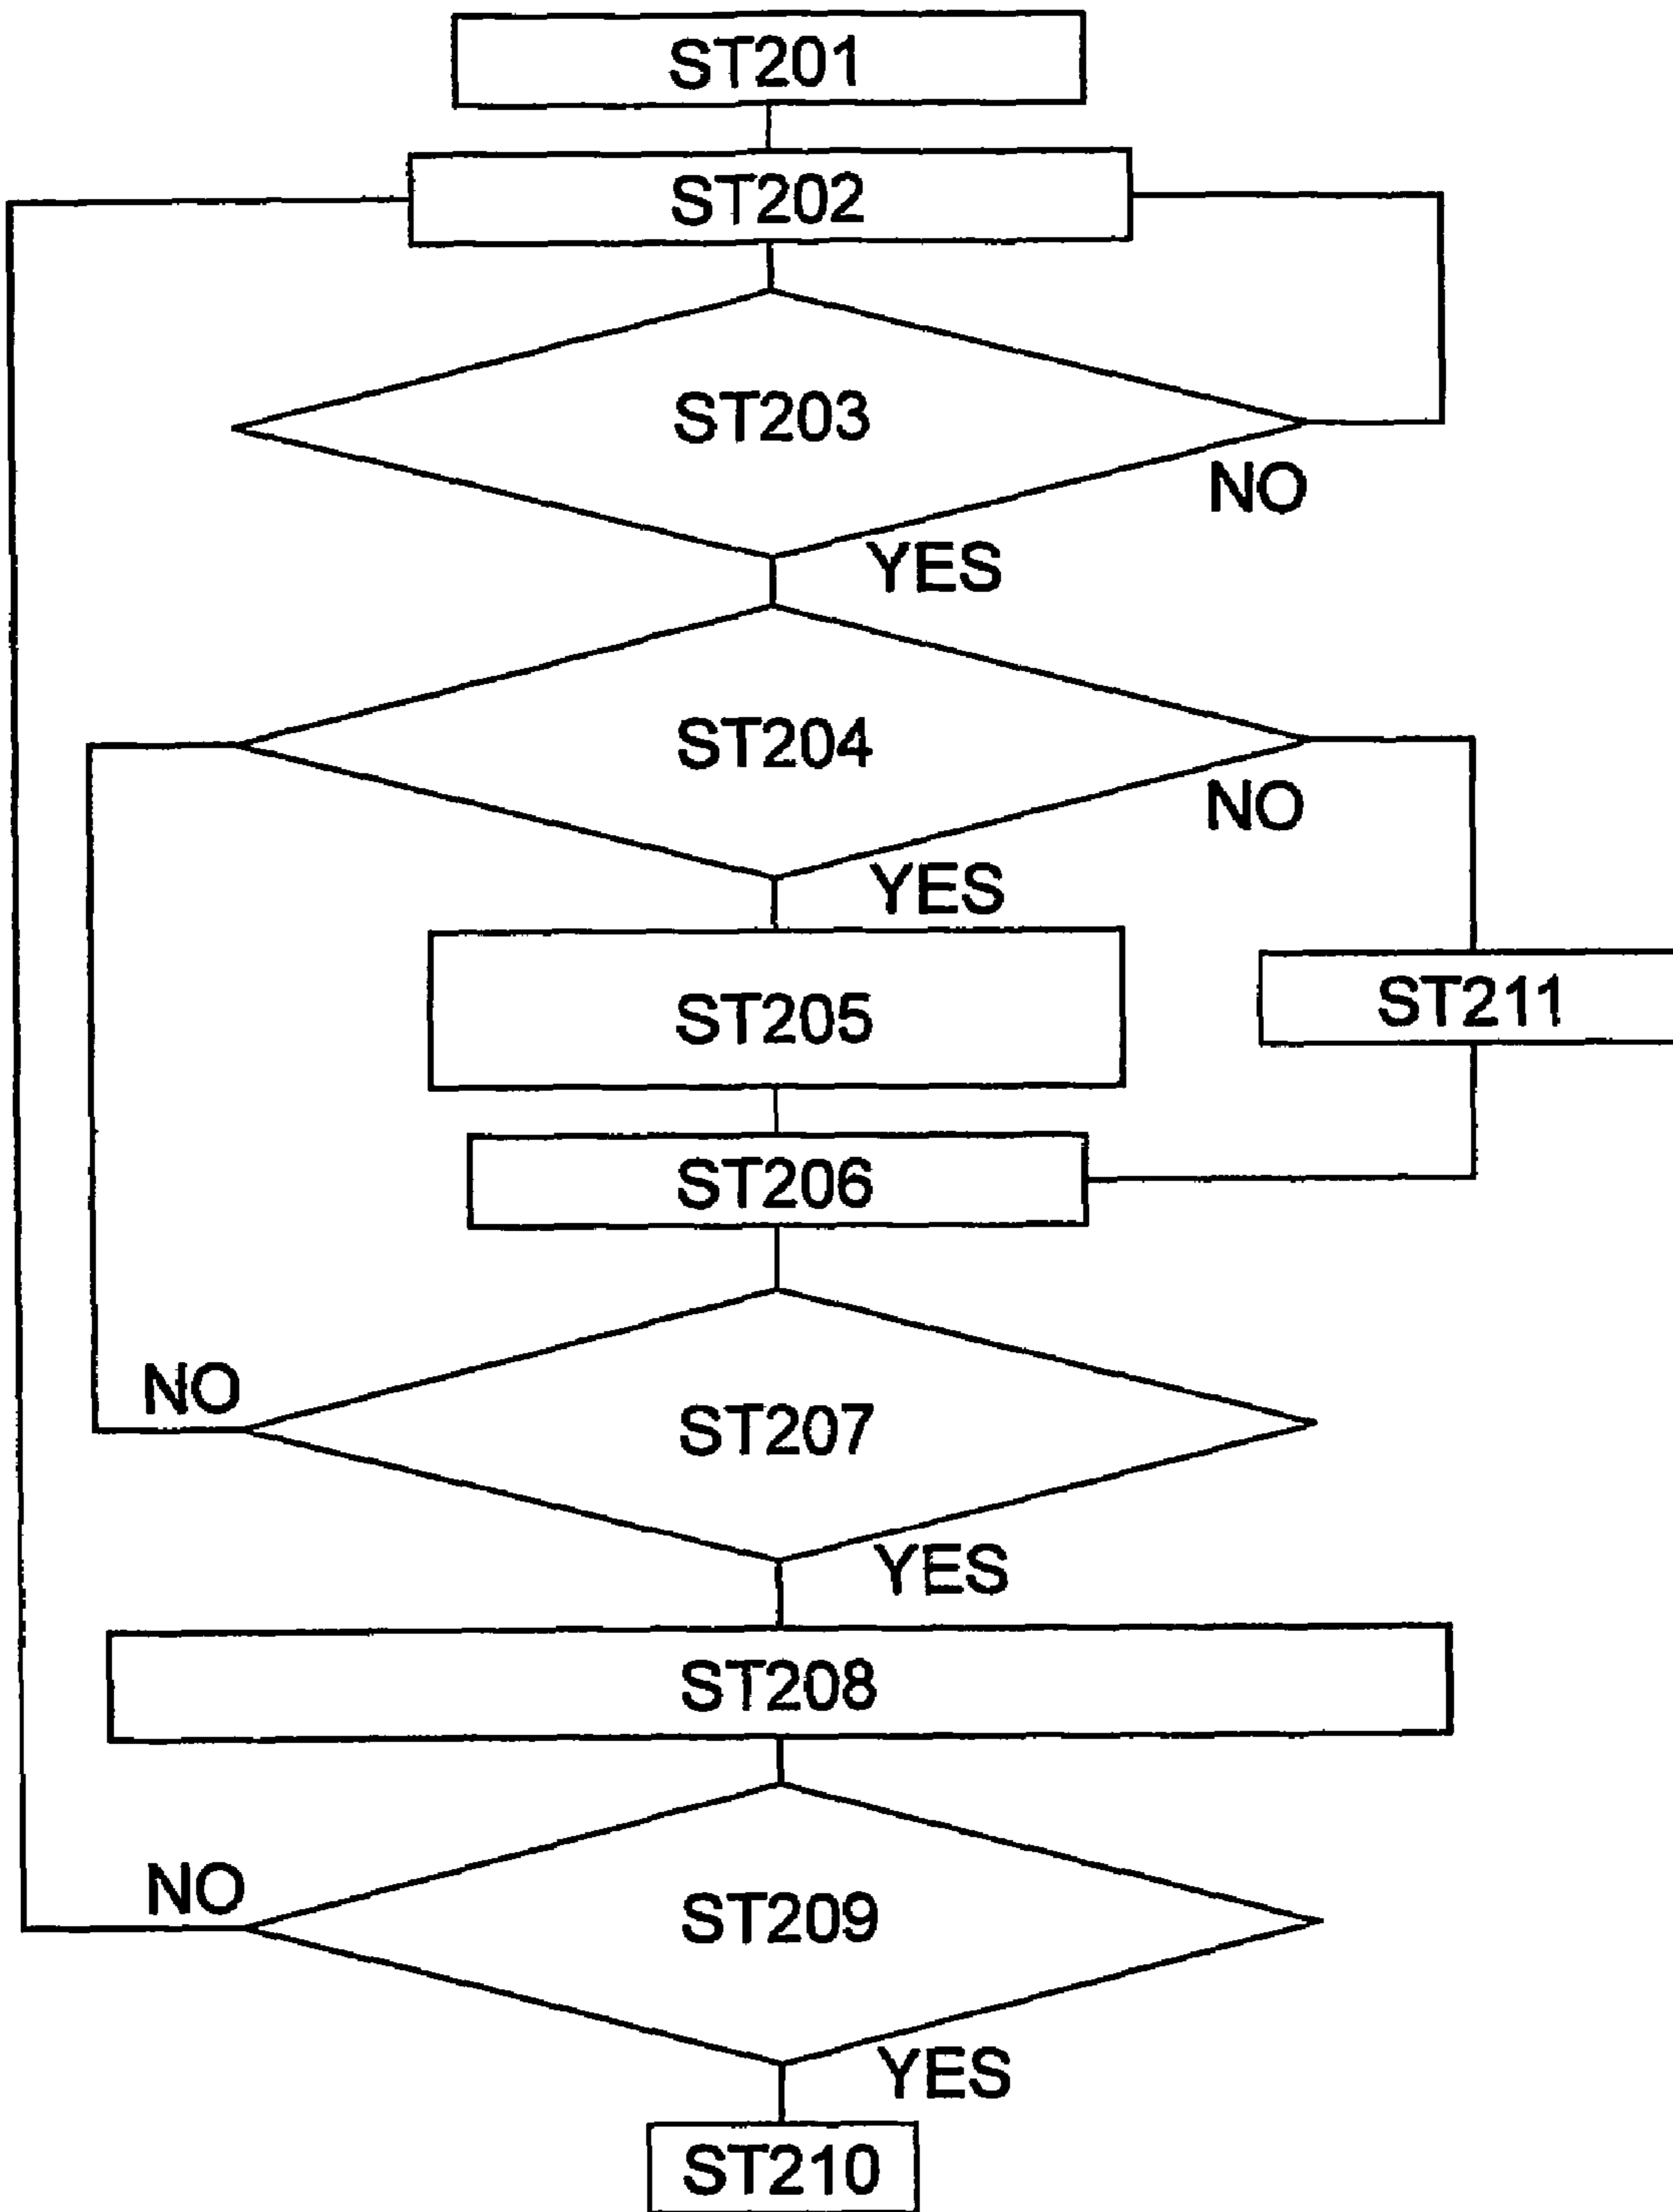 ST201
ST202
ST203
NO
YES
ST204
NO
YES
ST205
ST211
ST206
NO
ST207
YES
ST208
NO
ST209
YES
ST210